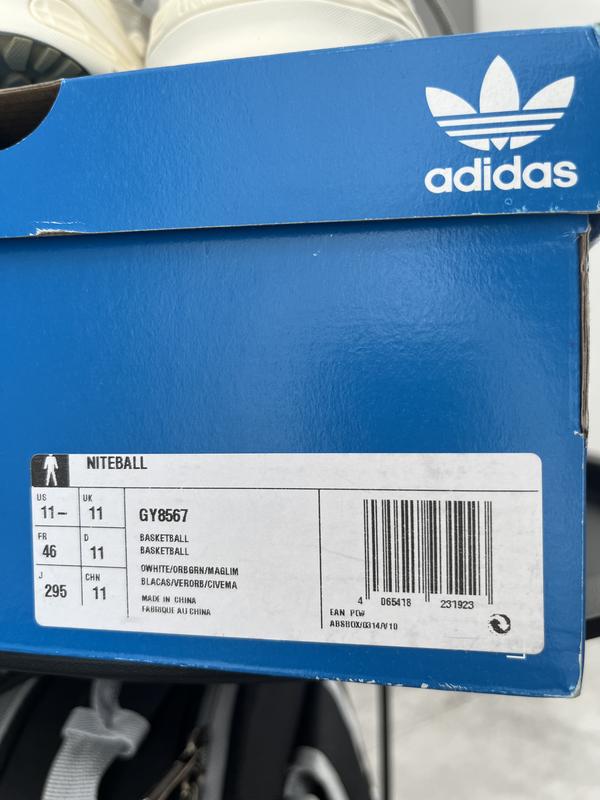 adidas
NITEBALL
US UK
11- 11
FR D
46 11
J CHN
295 11
GY8567
BASKETBALL
BASKETBALL
OWHITE/ORBGRN/MAGLIM
BLACAS/VERORB/CIVEMA
MADE IN CHINA
FABRIQUE AU CHINA
4 065418 231923
EAN PCW
ABSBOX/0314/V10